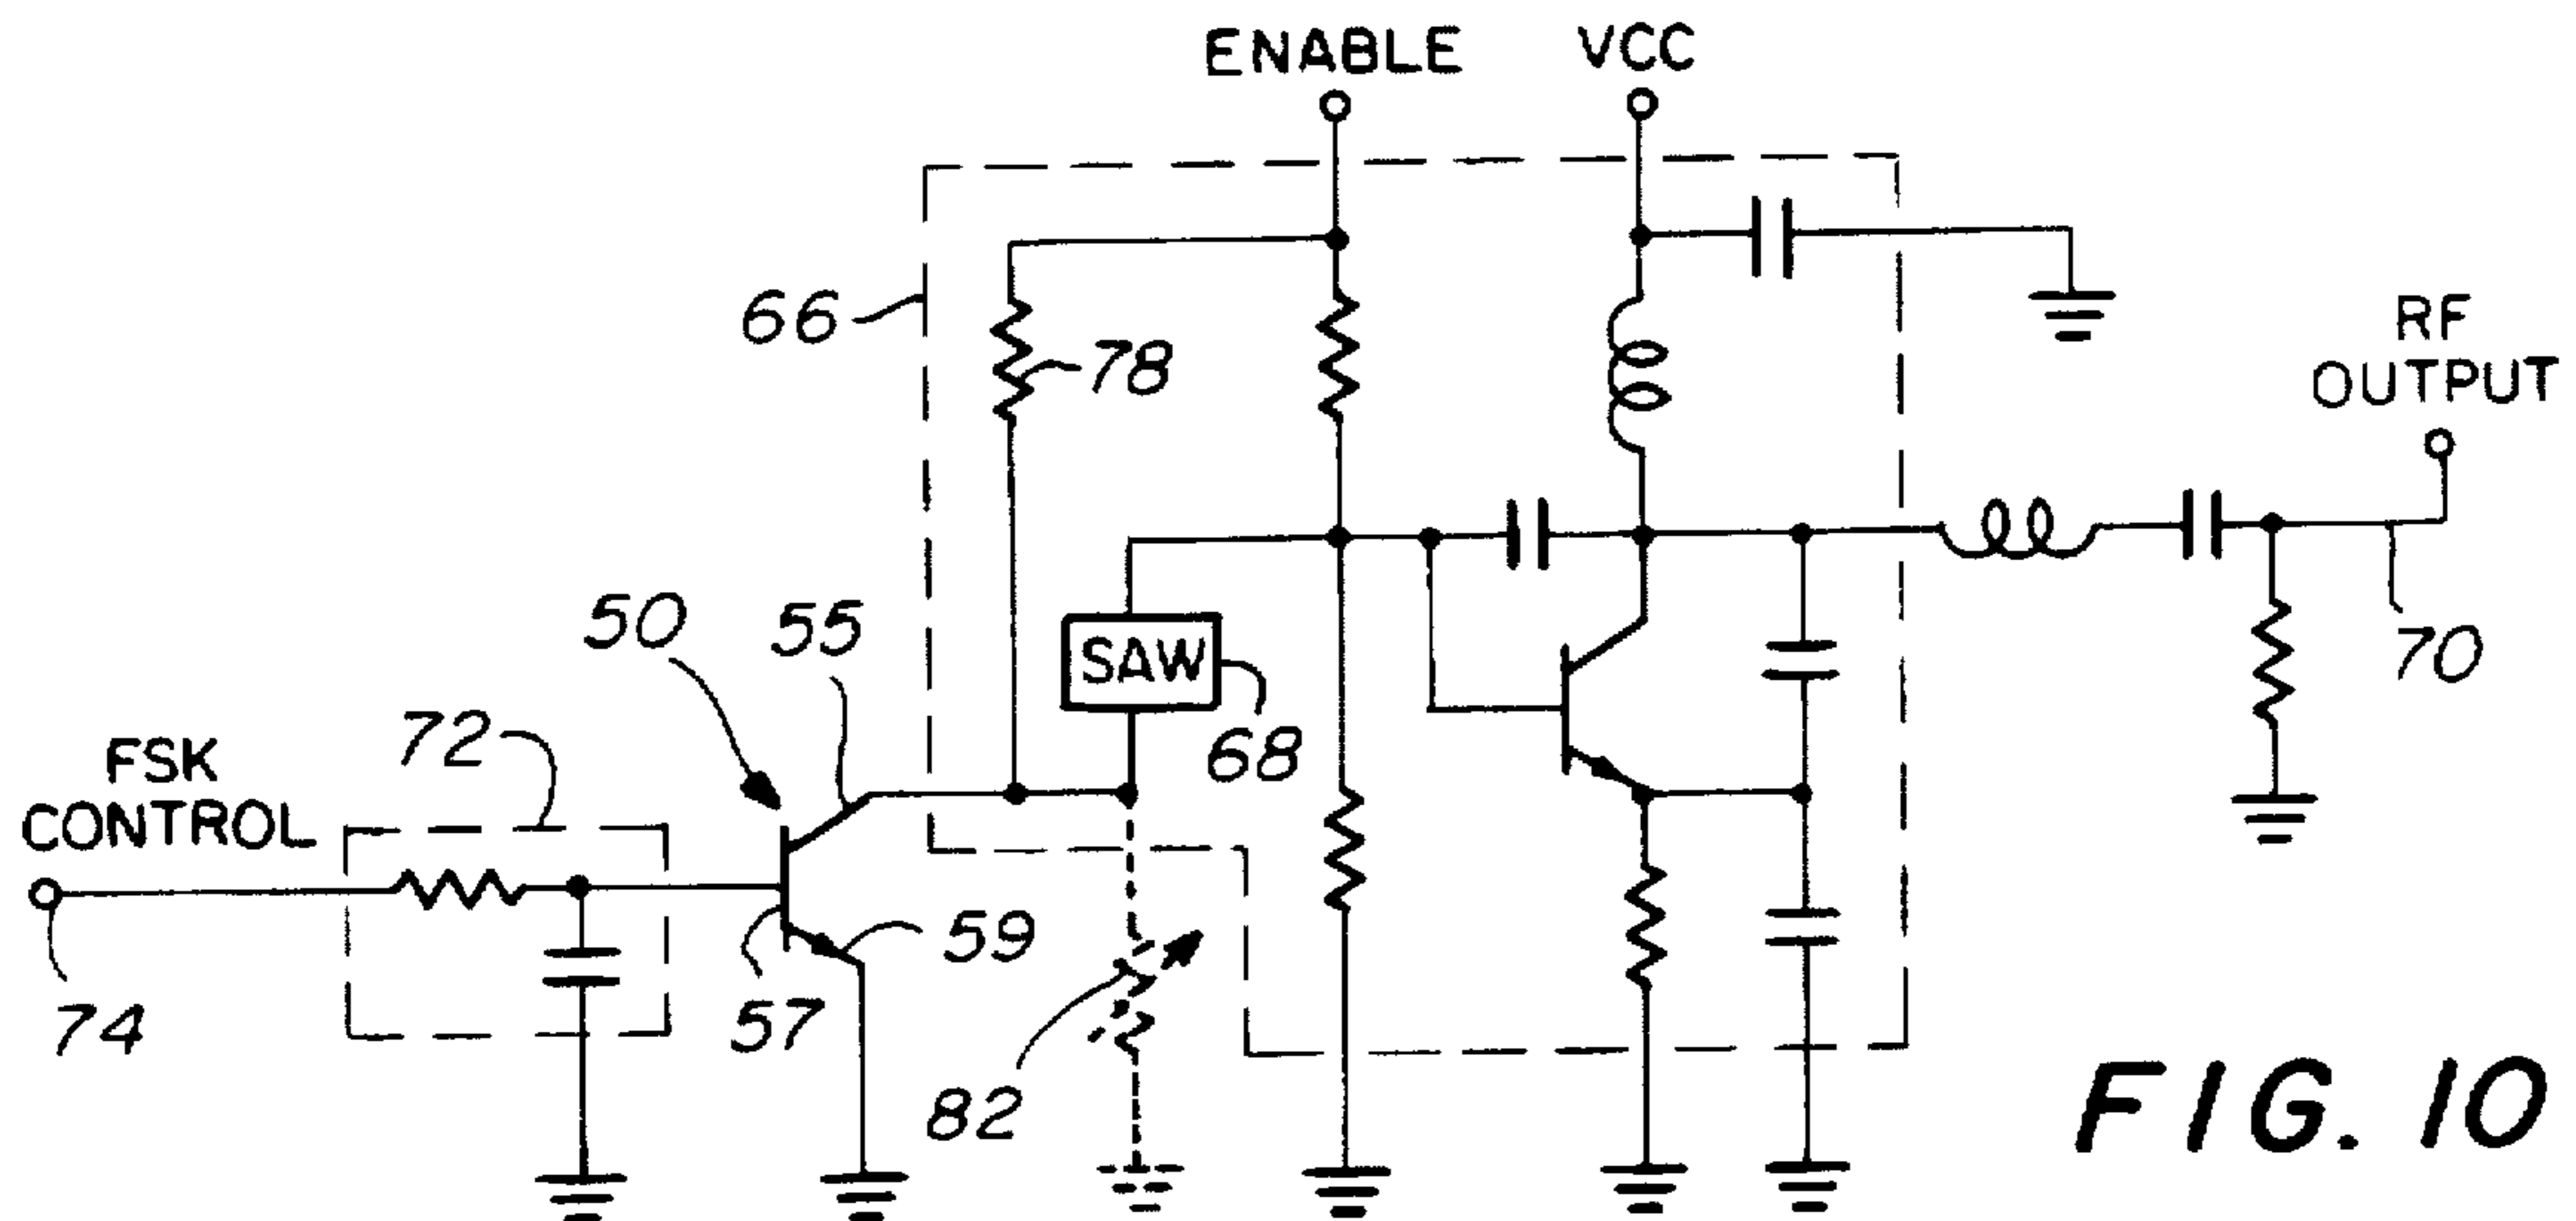 ENABLE
VCC
66
78
RF
OUTPUT
50
55
SAW
70
72
68
FSK
CONTROL
59
57
74
82
FIG. 10